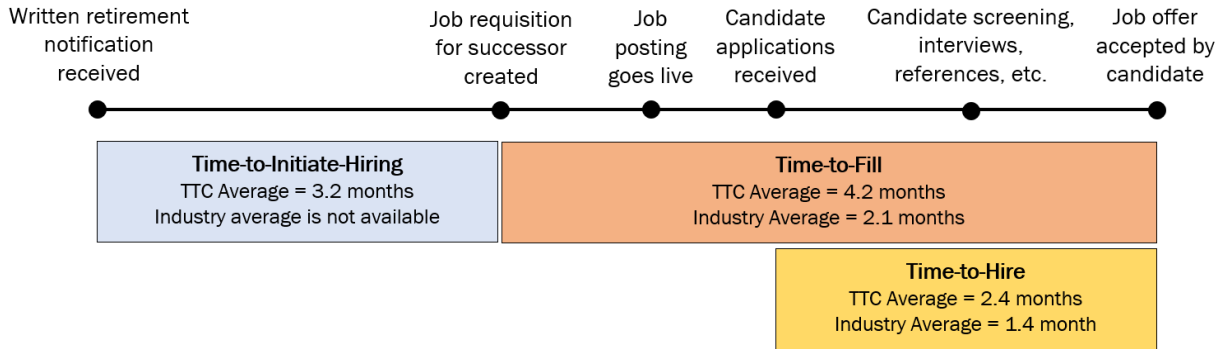 Written retirement
notification
received
Job requisition
for successor
created
Job
posting
goes live
Candidate
applications
received
Candidate screening,
interviews,
references, etc.
Job offer
accepted by
candidate
Time-to-Initiate-Hiring
TTC Average = 3.2 months
Industry average is not available
Time-to-Fill
TTC Average = 4.2 months
Industry Average = 2.1 months
Time-to-Hire
TTC Average = 2.4 months
Industry Average = 1.4 month